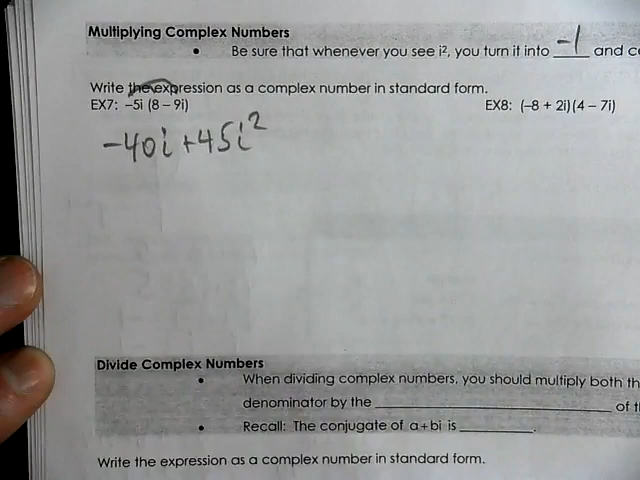 Multiplying Complex Numbers
• Be sure that whenever you see i², you turn it into -1 and
Write the expression as a complex number in standard form.
EX7: –5i (8 – 9i) EX8: (–8 + 2i)(4 – 7i)
-40i +45i²
Divide Complex Numbers
• When dividing complex numbers, you should multiply both
denominator by the ____________________ of
• Recall: The conjugate of a+bi is __________.
Write the expression as a complex number in standard form.